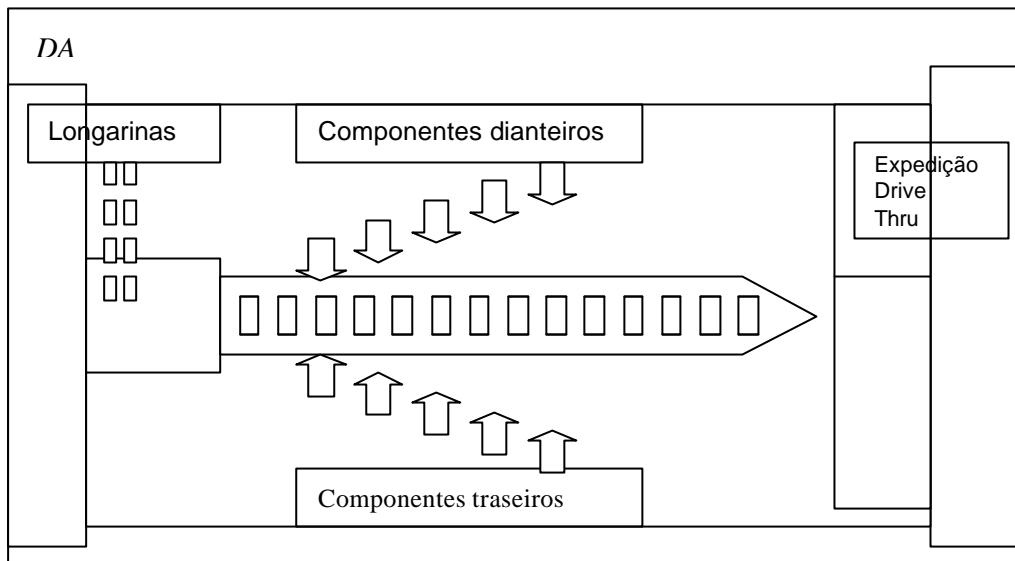 DA
Longarinas
Componentes dianteiros
Expedição
Drive
Thru
Componentes traseiros